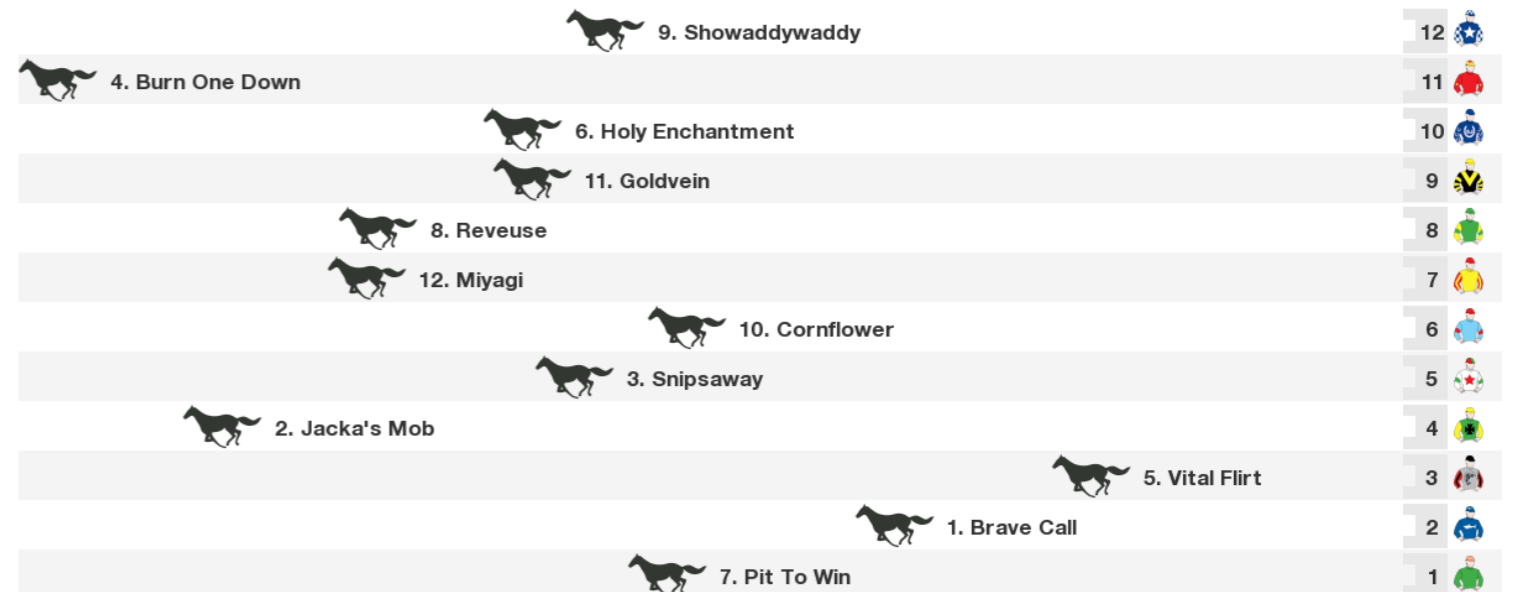 9. Showaddywaddy 12
4. Burn One Down 11
6. Holy Enchantment 10
11. Goldvein 9
8. Reveuse 8
12. Miyagi 7
10. Cornflower 6
3. Snipsaway 5
2. Jacka's Mob 4
5. Vital Flirt 3
1. Brave Call 2
7. Pit To Win 1